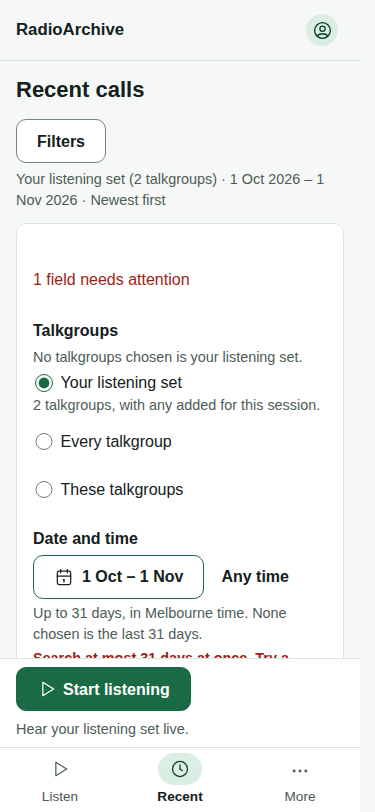 RadioArchive
Recent calls
Filters
Your listening set (2 talkgroups) · 1 Oct 2026 – 1
Nov 2026 · Newest first
1 field needs attention
Talkgroups
No talkgroups chosen is your listening set.
Your listening set
2 talkgroups, with any added for this session.
Every talkgroup
These talkgroups
Date and time
1 Oct – 1 Nov
Any time
Up to 31 days, in Melbourne time. None
chosen is the last 31 days.
Search at most 31 days at once. Try a
Start listening
Hear your listening set live.
Listen
Recent
More